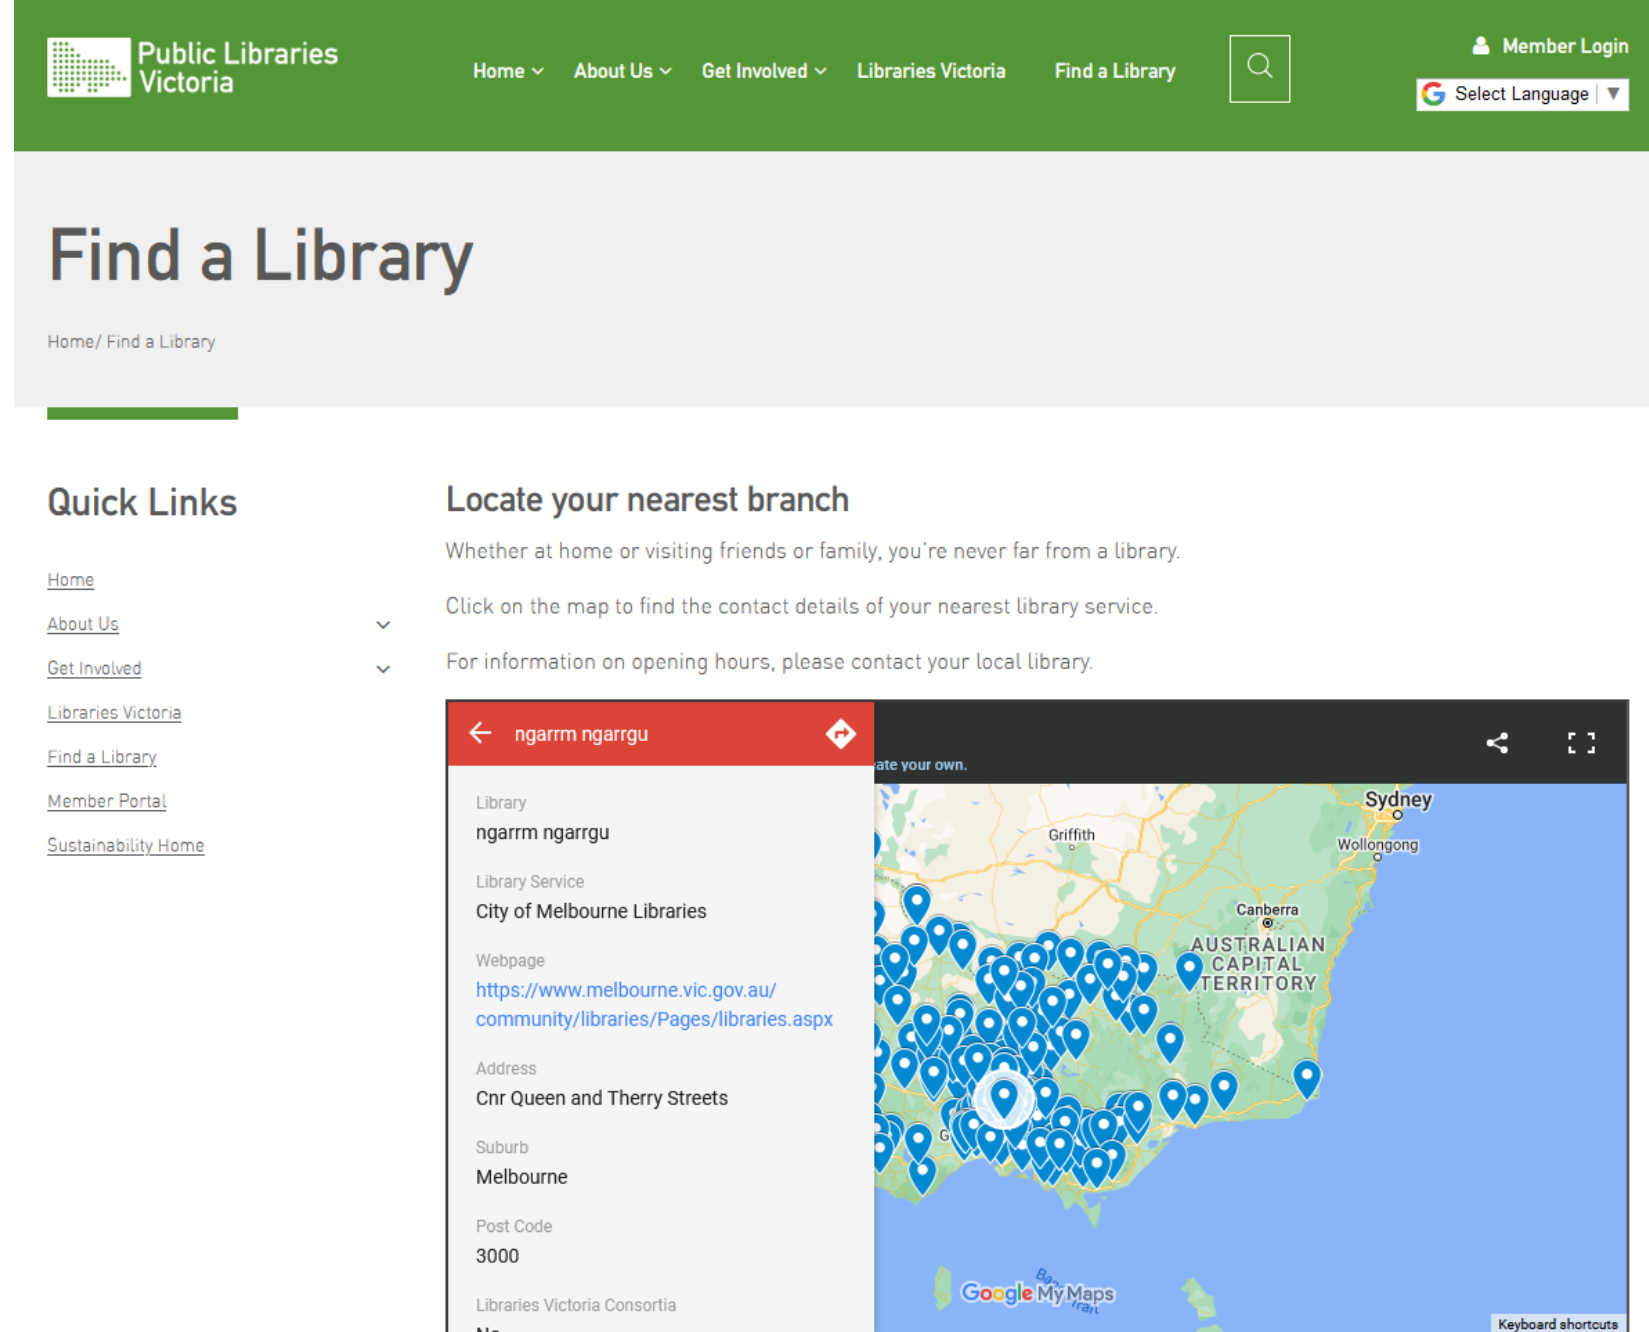 Public Libraries
Victoria
Home
About Us
Get Involved
Libraries Victoria
Find a Library
Member Login
Select Language
Find a Library
Home/ Find a Library
Quick Links
Home
About Us
Get Involved
Libraries Victoria
Find a Library
Member Portal
Sustainability Home
Locate your nearest branch
Whether at home or visiting friends or family, you're never far from a library.
Click on the map to find the contact details of your nearest library service.
For information on opening hours, please contact your local library.
ngarrm ngarrgu
Library
ngarrm ngarrgu
Library Service
City of Melbourne Libraries
Webpage
https://www.melbourne.vic.gov.au/
community/libraries/Pages/libraries.aspx
Address
Cnr Queen and Therry Streets
Suburb
Melbourne
Post Code
3000
Libraries Victoria Consortia
No
ate your own.
Sydney
Griffith
Wollongong
Canberra
AUSTRALIAN
CAPITAL
TERRITORY
G
Google My Maps
Keyboard shortcuts